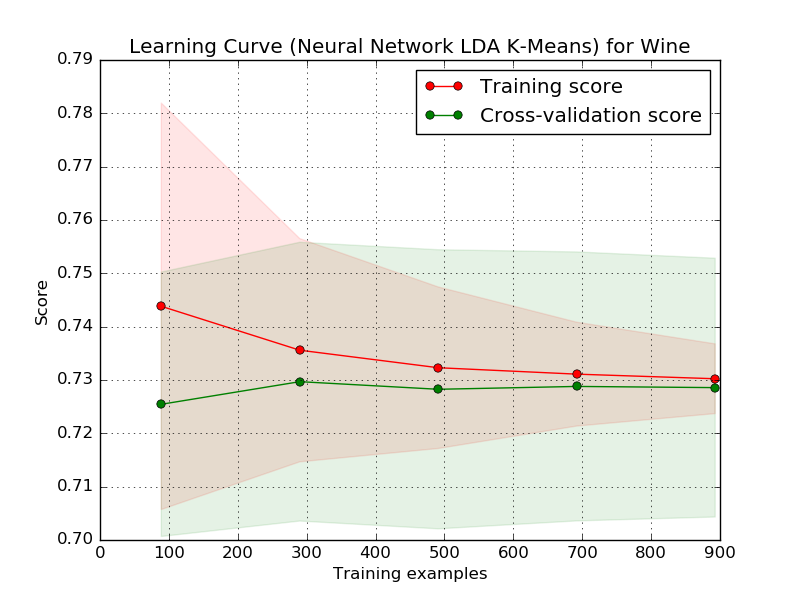 Learning Curve (Neural Network LDA K-Means) for Wine
0.79
0.78
0.77
0.76
0.75
0.74
0.73
0.72
0.71
0.70
Score
Training score
Cross-validation score
0 100 200 300 400 500 600 700 800 900
Training examples